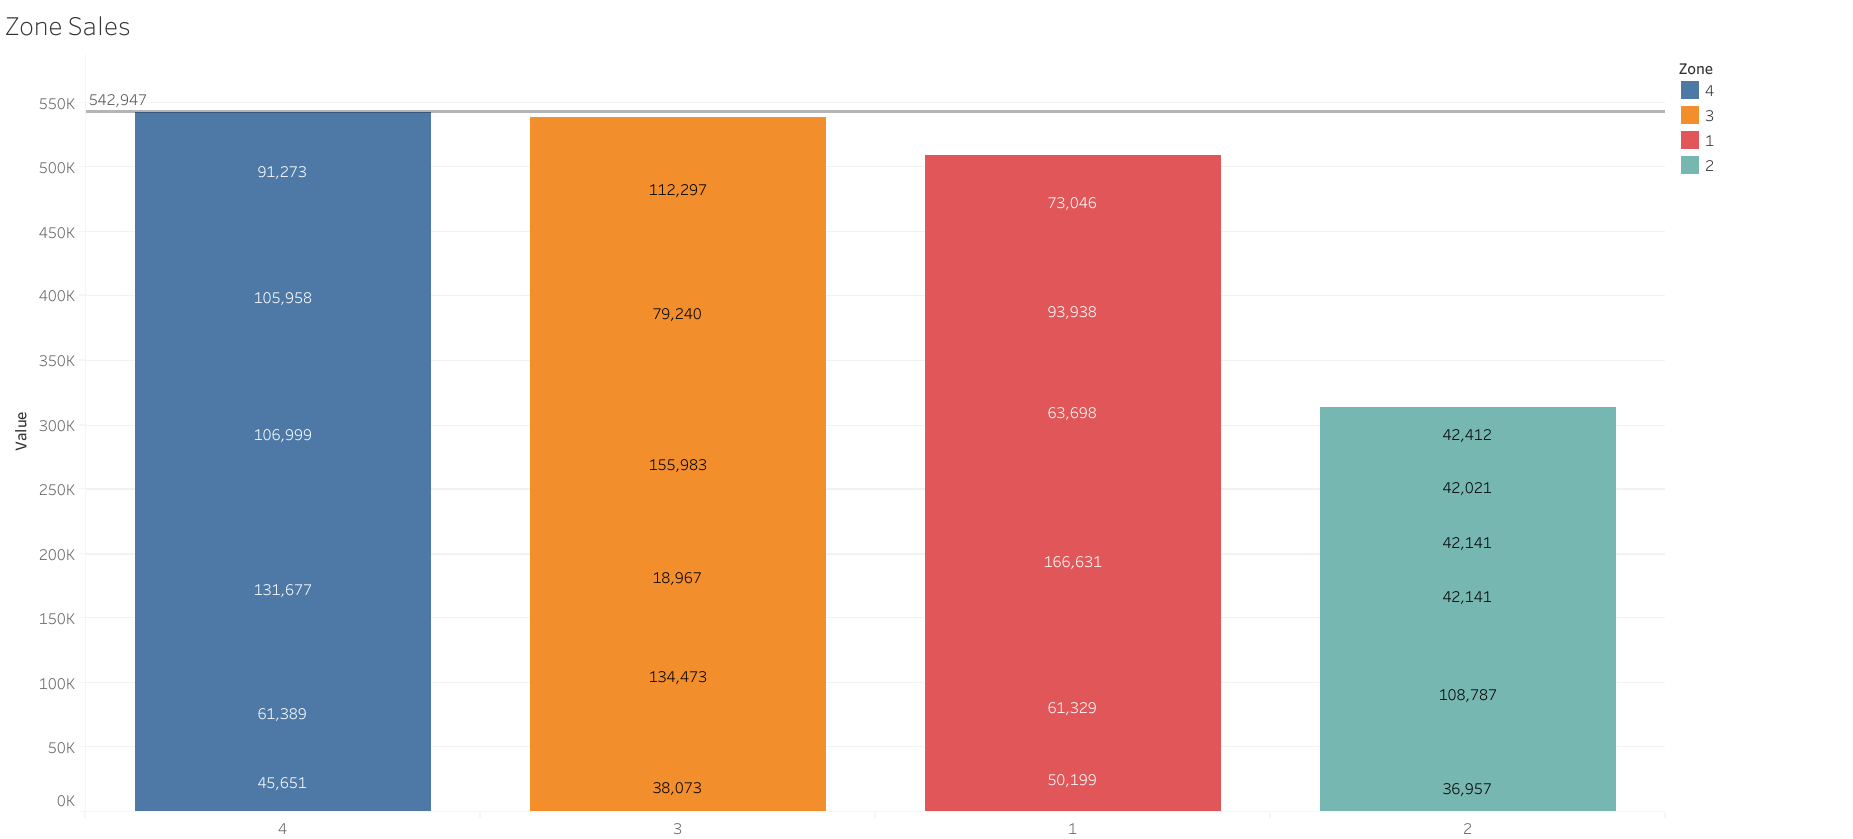 Zone Sales
Zone
4
3
1
2
542,947
550K
500K
450K
400K
350K
300K
250K
200K
150K
100K
50K
0K
Value
91,273
105,958
106,999
131,677
61,389
45,651
112,297
79,240
155,983
18,967
134,473
38,073
73,046
93,938
63,698
166,631
61,329
50,199
42,412
42,021
42,141
42,141
108,787
36,957
4
3
1
2